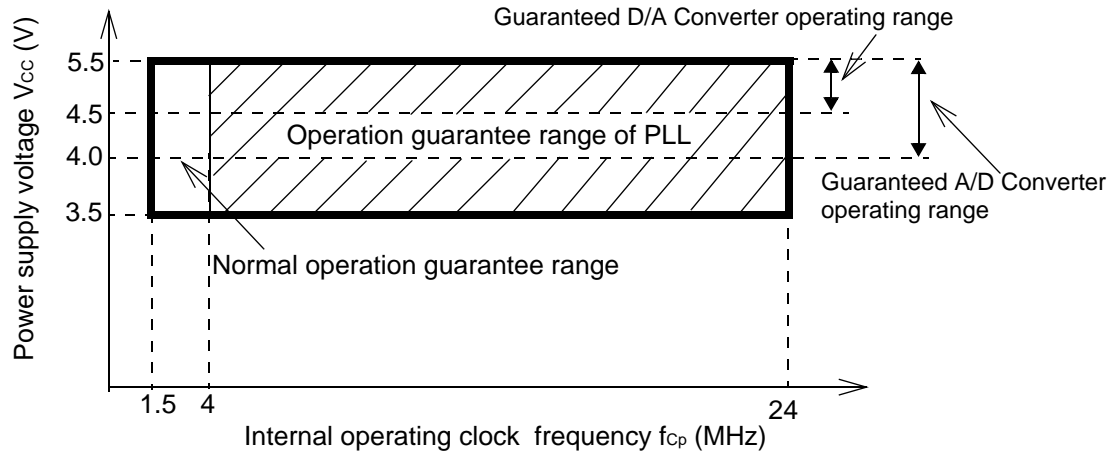 Guaranteed D/A Converter operating range
Power supply voltage VCC (V)
5.5
4.5
4.0
3.5
Operation guarantee range of PLL
Guaranteed A/D Converter
operating range
Normal operation guarantee range
1.5
4
24
Internal operating clock frequency fCp (MHz)